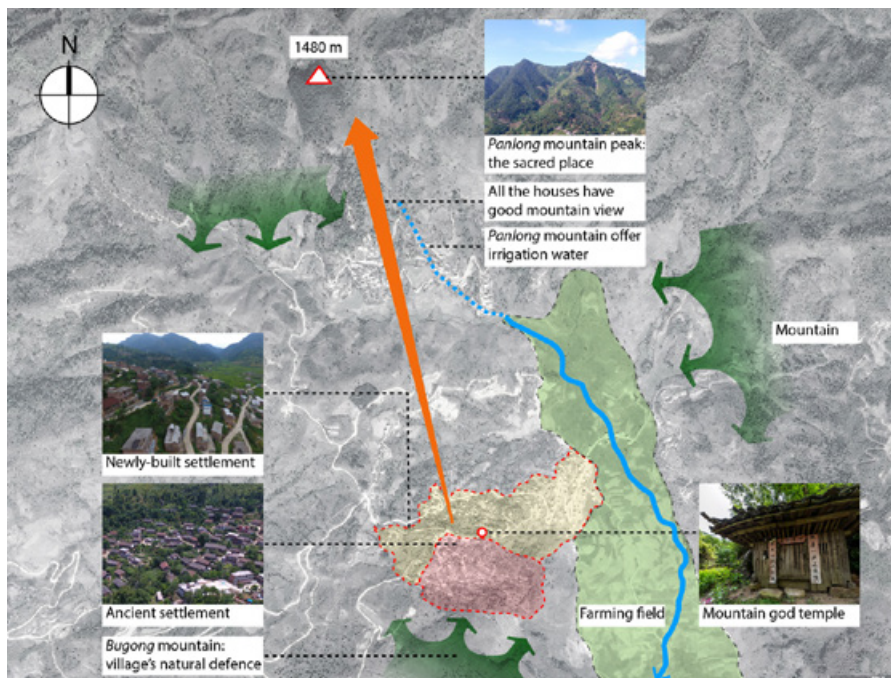 N
1480 m
Panlong mountain peak:
the sacred place
All the houses have
good mountain view
Panlong mountain offer
irrigation water
Mountain
Newly-built settlement
Ancient settlement
Farming field
Mountain god temple
Bugong mountain:
village's natural defence